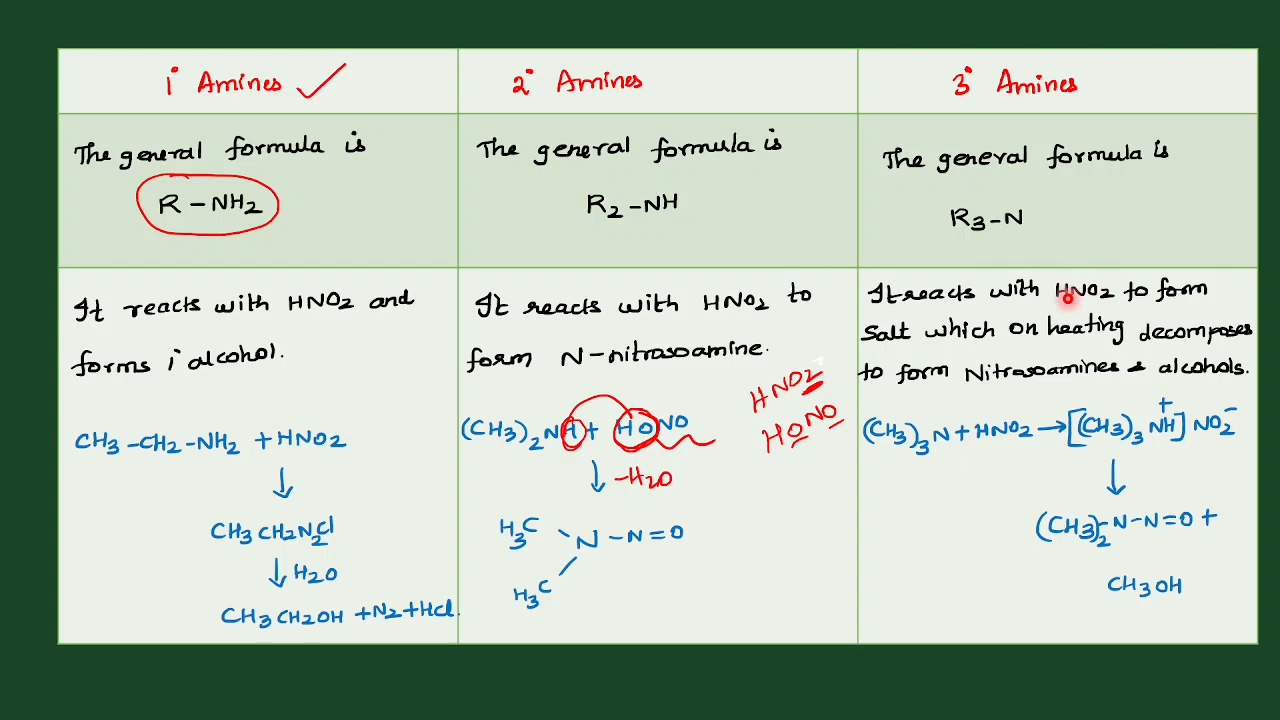 1° Amines
The general formula is
R-NH2
It reacts with HNO2 and
forms 1 alcohol.
CH3-CH2-NH2 + HNO2
↓
CH3CH2N2Cl
↓ H2O
CH3CH2OH + N2 + HCl.
2° Amines
The general formula is
R2-NH
It reacts with HNO2 to
form N-nitrasoamine.
HNO2
HONO
(CH3)2NH + HONO
↓ -H2O
H3C
N-N=O
H3C
3° Amines
The general formula is
R3-N
It reacts with HNO2 to form
Salt which on heating decomposes
to form Nitrasoamines & alcohols.
(CH3)3N + HNO2 → [(CH3)3NH]+ NO2-
↓
(CH3)2-N-N=O +
CH3OH